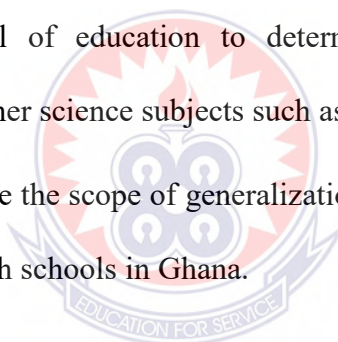 l of education to determ
her science subjects such as
e the scope of generalizatio
h schools in Ghana.
EDUCATION FOR SERVICE